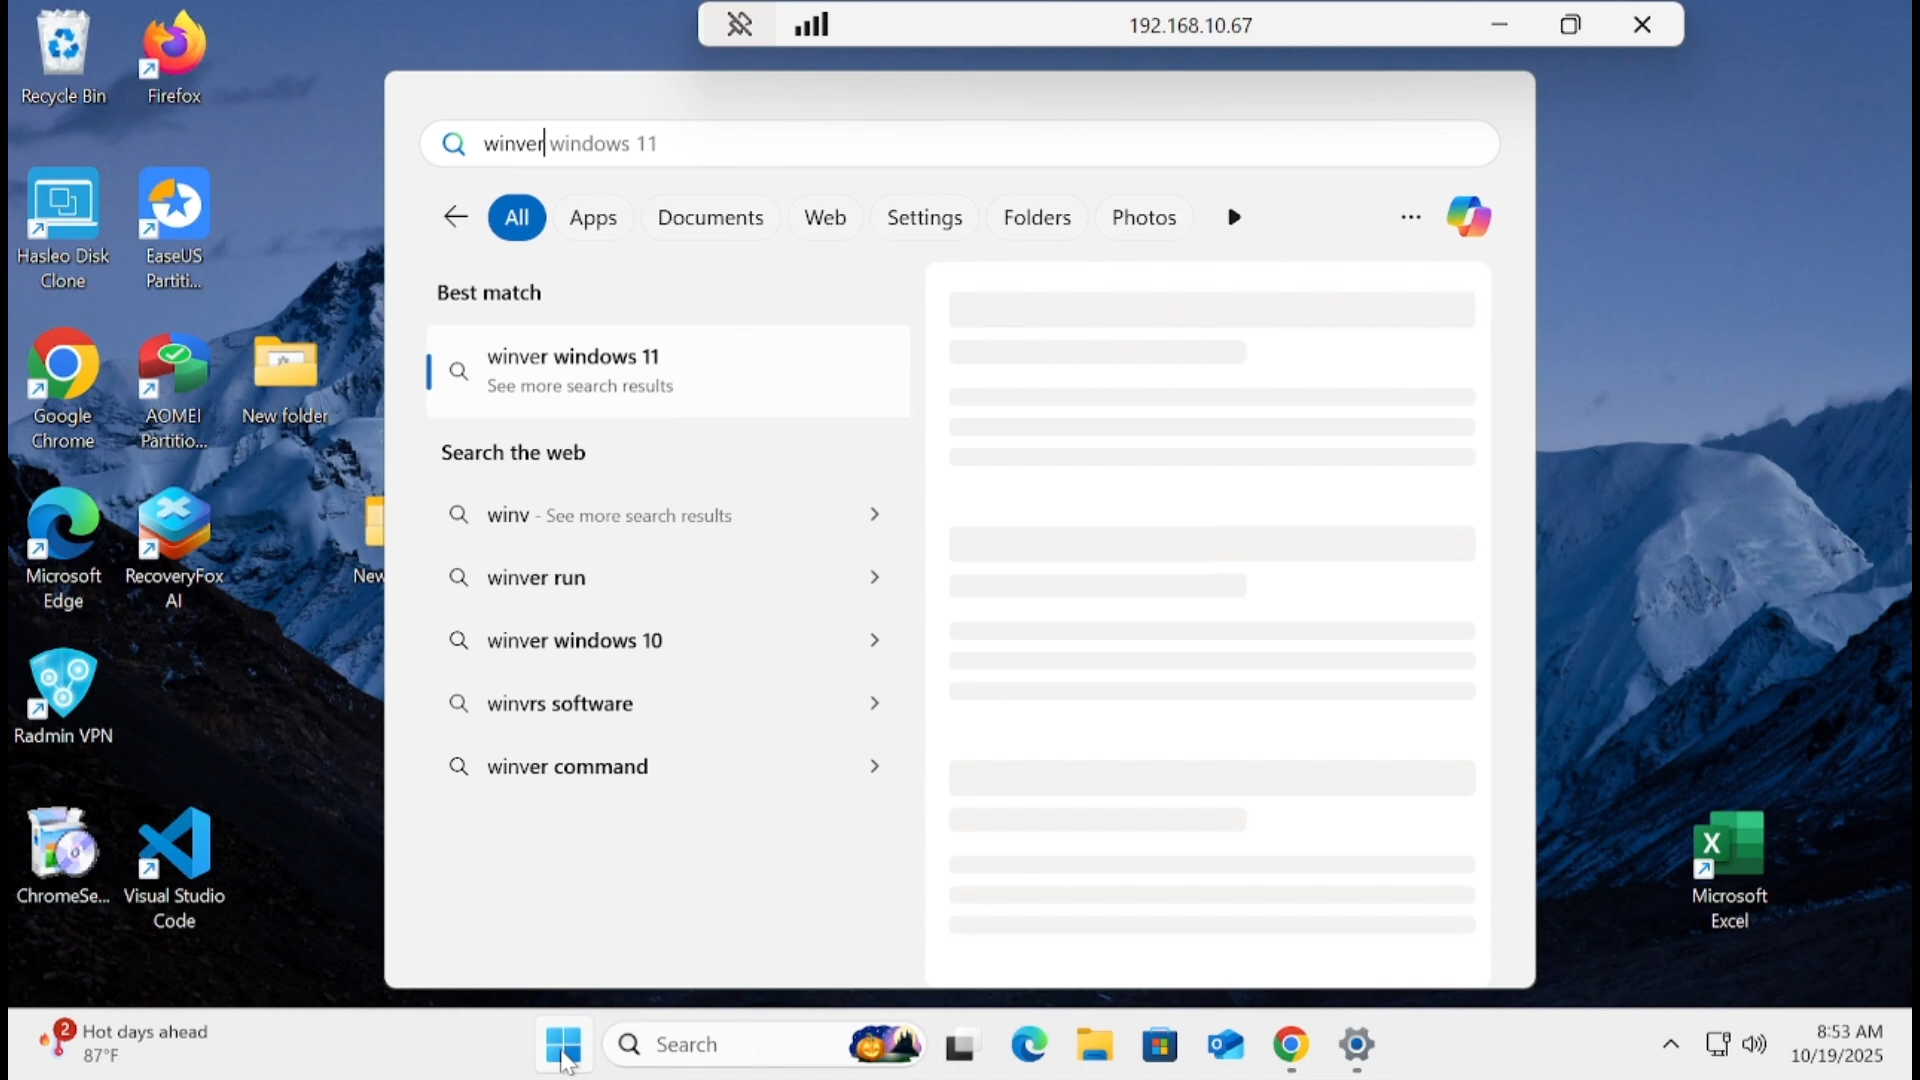 192.168.10.67
Recycle Bin
Firefox
Hasleo Disk
Clone
EaseUS
Partiti...
Google
Chrome
AOMEI
Partitio...
New folder
Microsoft
Edge
RecoveryFox
AI
New
Radmin VPN
ChromeSe...
Visual Studio
Code
winver windows 11
All Apps Documents Web Settings Folders Photos
Best match
winver windows 11
See more search results
Search the web
winv - See more search results
winver run
winver windows 10
winvrs software
winver command
Microsoft
Excel
2
Hot days ahead
87°F
Search
8:53 AM
10/19/2025